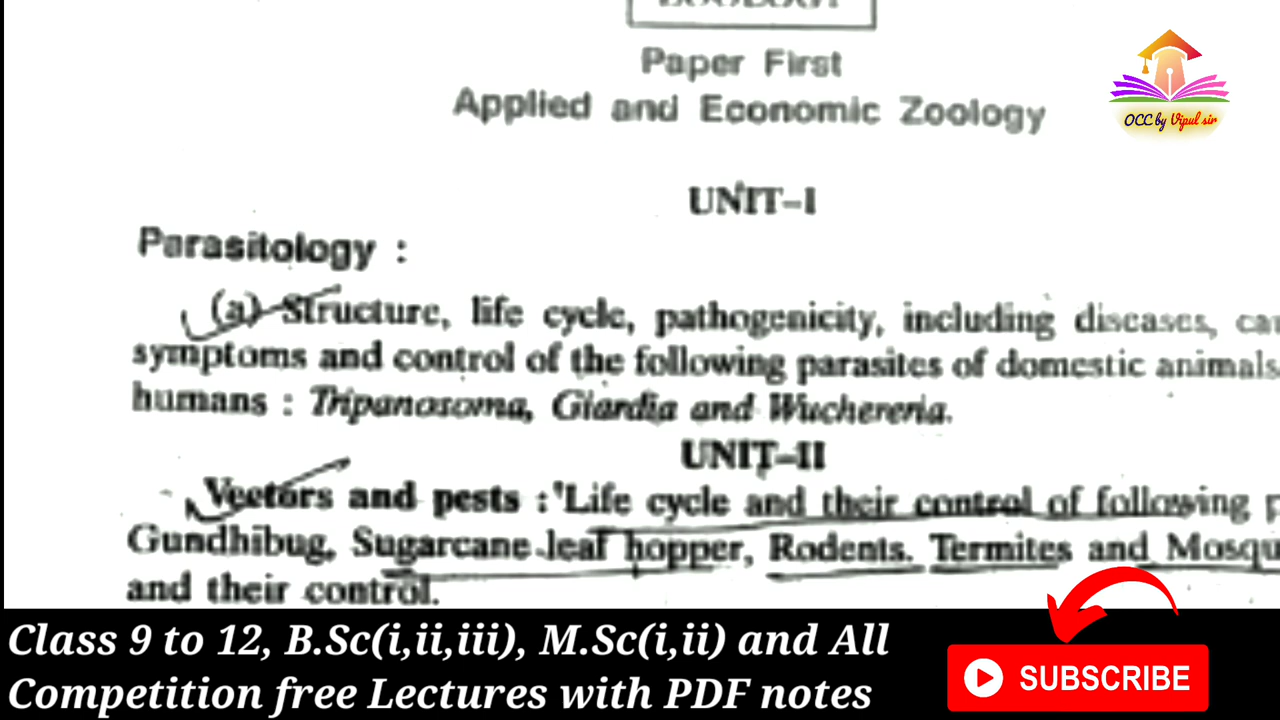 Paper First
Applied and Economic Zoology
OCC by Vipul sir
UNIT–I
Parasitology :
(a) Structure, life cycle, pathogenicity, including diseases,
symptoms and control of the following parasites of domestic animals
humans : Tripanosoma, Giardia and Wuchereria.
UNIT–II
Vectors and pests : Life cycle and their control of following
Gundhibug, Sugarcane leaf hopper, Rodents. Termites and
and their control.
Class 9 to 12, B.Sc(i,ii,iii), M.Sc(i,ii) and All
Competition free Lectures with PDF notes
SUBSCRIBE